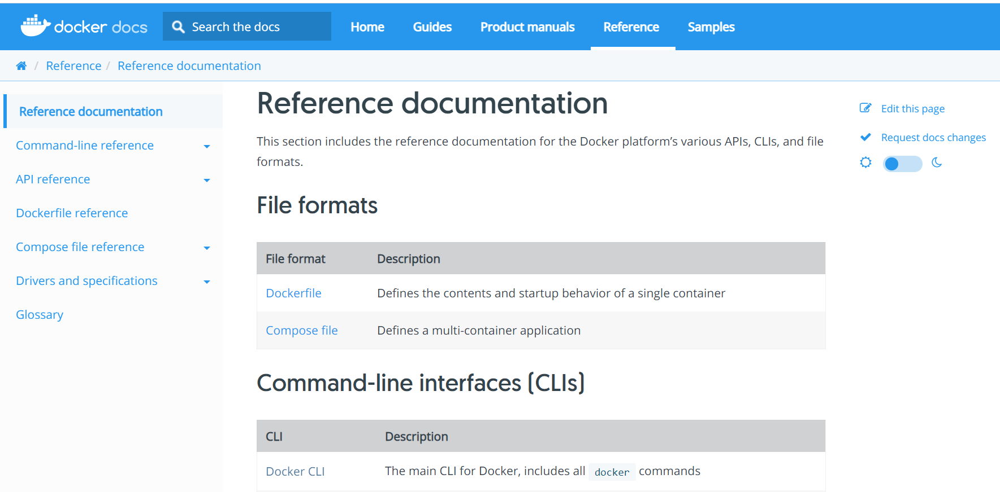 docker docs
Search the docs
Home
Guides
Product manuals
Reference
Samples
/ Reference / Reference documentation
Reference documentation
Command-line reference
API reference
Dockerfile reference
Compose file reference
Drivers and specifications
Glossary
Reference documentation
This section includes the reference documentation for the Docker platform’s various APIs, CLIs, and file
formats.
File formats
File format Description
Dockerfile Defines the contents and startup behavior of a single container
Compose file Defines a multi-container application
Command-line interfaces (CLIs)
CLI Description
Docker CLI The main CLI for Docker, includes all docker commands
Edit this page
Request docs changes